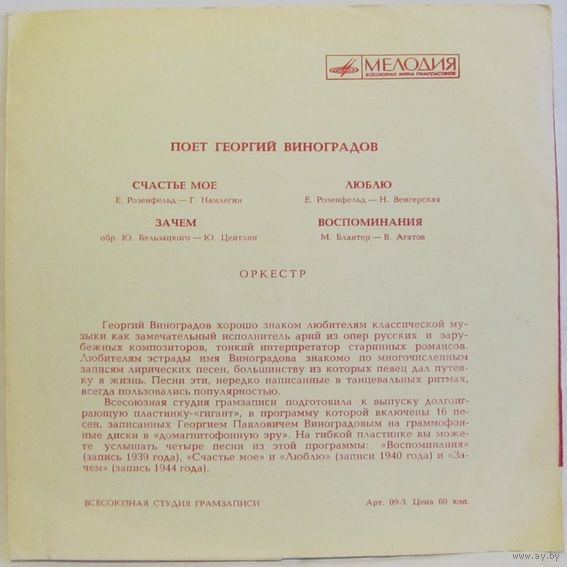 МЕЛОДИЯ
ВСЕСОЮЗНАЯ ФИРМА ГРАМПЛАСТИНОК
ПОЕТ ГЕОРГИЙ ВИНОГРАДОВ
СЧАСТЬЕ МОЕ
Е. Розенфельд — Г. Намлегин
ЛЮБЛЮ
Е. Розенфельд — Н. Венгерская
ЗАЧЕМ
обр. Ю. Бельзацкого — Ю. Цейтлин
ВОСПОМИНАНИЯ
М. Блантер — В. Агатов
ОРКЕСТР
Георгий Виноградов хорошо знаком любителям классической му-
зыки как замечательный исполнитель арий из опер русских и зару-
бежных композиторов, тонкий интерпретатор старинных романсов.
Любителям эстрады имя Виноградова знакомо по многочисленным
записям лирических песен, большинству из которых певец дал путев-
ку в жизнь. Песни эти, нередко написанные в танцевальных ритмах,
всегда пользовались популярностью.
Всесоюзная студия грамзаписи подготовила к выпуску долгоиг-
рающую пластинку-«гигант», в программу которой включены 16 пе-
сен, записанных Георгием Павловичем Виноградовым на граммофон-
ные диски в «домагнитофонную эру». На гибкой пластинке вы може-
те услышать четыре песни из этой программы: «Воспоминания»
(запись 1939 года), «Счастье мое» и «Люблю» (записи 1940 года) и «За-
чем» (запись 1944 года).
ВСЕСОЮЗНАЯ СТУДИЯ ГРАМЗАПИСИ
Арт. 09-3. Цена 60 коп.
www.ay.by